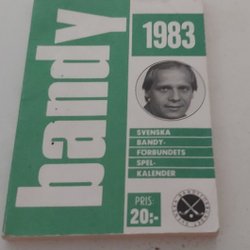 bandy
1983
SVENSKA
BANDY-
FÖRBUNDETS
SPEL-
KALENDER
PRIS:
20:-